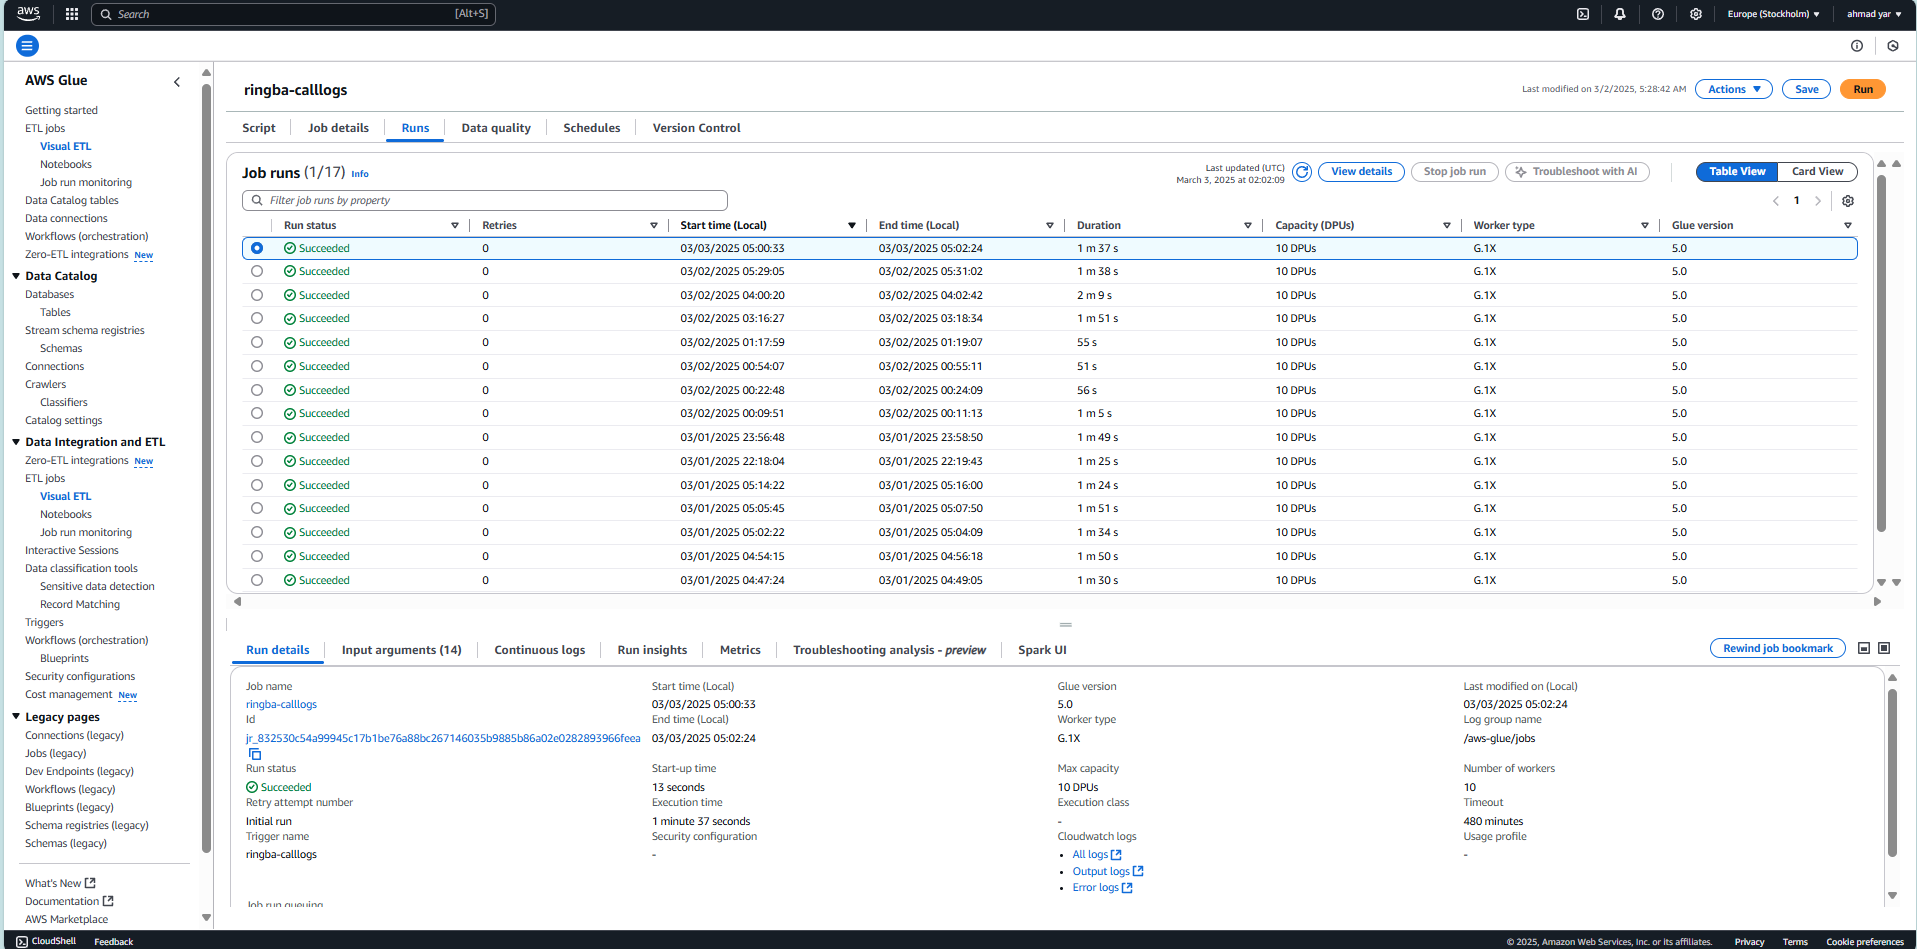 aws
Search [Alt+S]
Europe (Stockholm) ▼
ahmad yar ▼
AWS Glue
Getting started
ETL jobs
Visual ETL
Notebooks
Job run monitoring
Data Catalog tables
Data connections
Workflows (orchestration)
Zero-ETL integrations New
Data Catalog
Databases
Tables
Stream schema registries
Schemas
Connections
Crawlers
Classifiers
Catalog settings
Data Integration and ETL
Zero-ETL integrations New
ETL jobs
Visual ETL
Notebooks
Job run monitoring
Interactive Sessions
Data classification tools
Sensitive data detection
Record Matching
Triggers
Workflows (orchestration)
Blueprints
Security configurations
Cost management New
Legacy pages
Connections (legacy)
Jobs (legacy)
Dev Endpoints (legacy)
Workflows (legacy)
Blueprints (legacy)
Schema registries (legacy)
Schemas (legacy)
What's New
Documentation
AWS Marketplace
ringba-calllogs
Last modified on 3/2/2025, 5:28:42 AM
Actions ▼
Save
Run
Script
Job details
Runs
Data quality
Schedules
Version Control
Job runs (1/17) Info
Last updated (UTC)
March 3, 2025 at 02:02:09
View details
Stop job run
Troubleshoot with AI
Table View
Card View
Filter job runs by property
1
Run status Retries Start time (Local) End time (Local) Duration Capacity (DPUs) Worker type Glue version
Succeeded 0 03/03/2025 05:00:33 03/03/2025 05:02:24 1 m 37 s 10 DPUs G.1X 5.0
Succeeded 0 03/02/2025 05:29:05 03/02/2025 05:31:02 1 m 38 s 10 DPUs G.1X 5.0
Succeeded 0 03/02/2025 04:00:20 03/02/2025 04:02:42 2 m 9 s 10 DPUs G.1X 5.0
Succeeded 0 03/02/2025 03:16:27 03/02/2025 03:18:34 1 m 51 s 10 DPUs G.1X 5.0
Succeeded 0 03/02/2025 01:17:59 03/02/2025 01:19:07 55 s 10 DPUs G.1X 5.0
Succeeded 0 03/02/2025 00:54:07 03/02/2025 00:55:11 51 s 10 DPUs G.1X 5.0
Succeeded 0 03/02/2025 00:22:48 03/02/2025 00:24:09 56 s 10 DPUs G.1X 5.0
Succeeded 0 03/02/2025 00:09:51 03/02/2025 00:11:13 1 m 5 s 10 DPUs G.1X 5.0
Succeeded 0 03/01/2025 23:56:48 03/01/2025 23:58:50 1 m 49 s 10 DPUs G.1X 5.0
Succeeded 0 03/01/2025 22:18:04 03/01/2025 22:19:43 1 m 25 s 10 DPUs G.1X 5.0
Succeeded 0 03/01/2025 05:14:22 03/01/2025 05:16:00 1 m 24 s 10 DPUs G.1X 5.0
Succeeded 0 03/01/2025 05:05:45 03/01/2025 05:07:50 1 m 51 s 10 DPUs G.1X 5.0
Succeeded 0 03/01/2025 05:02:22 03/01/2025 05:04:09 1 m 34 s 10 DPUs G.1X 5.0
Succeeded 0 03/01/2025 04:54:15 03/01/2025 04:56:18 1 m 50 s 10 DPUs G.1X 5.0
Succeeded 0 03/01/2025 04:47:24 03/01/2025 04:49:05 1 m 30 s 10 DPUs G.1X 5.0
Run details
Input arguments (14)
Continuous logs
Run insights
Metrics
Troubleshooting analysis - preview
Spark UI
Rewind job bookmark
Job name Start time (Local) Glue version Last modified on (Local)
ringba-calllogs 03/03/2025 05:00:33 5.0 03/03/2025 05:02:24
Id End time (Local) Worker type Log group name
jr_832530c54a99945c17b1be76a88bc267146035b9885b86a02e0282893966feea 03/03/2025 05:02:24 G.1X /aws-glue/jobs
Run status Start-up time Max capacity Number of workers
Succeeded 13 seconds 10 DPUs 10
Retry attempt number Execution time Execution class Timeout
Initial run 1 minute 37 seconds - 480 minutes
Trigger name Security configuration Cloudwatch logs Usage profile
ringba-calllogs - All logs -
Output logs
Error logs
Job run queuing
CloudShell
Feedback
© 2025, Amazon Web Services, Inc. or its affiliates.
Privacy
Terms
Cookie preferences